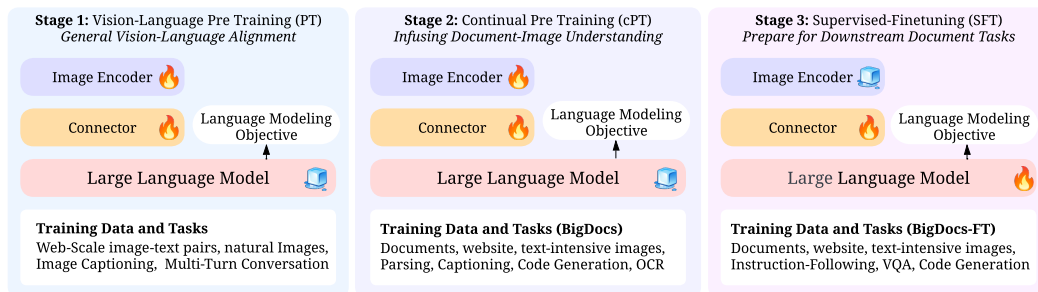 Stage 1: Vision-Language Pre Training (PT)
General Vision-Language Alignment
Image Encoder
Connector
Language Modeling
Objective
Large Language Model
Training Data and Tasks
Web-Scale image-text pairs, natural Images,
Image Captioning, Multi-Turn Conversation
Stage 2: Continual Pre Training (cPT)
Infusing Document-Image Understanding
Image Encoder
Connector
Language Modeling
Objective
Large Language Model
Training Data and Tasks (BigDocs)
Documents, website, text-intensive images,
Parsing, Captioning, Code Generation, OCR
Stage 3: Supervised-Finetuning (SFT)
Prepare for Downstream Document Tasks
Image Encoder
Connector
Language Modeling
Objective
Large Language Model
Training Data and Tasks (BigDocs-FT)
Documents, website, text-intensive images,
Instruction-Following, VQA, Code Generation